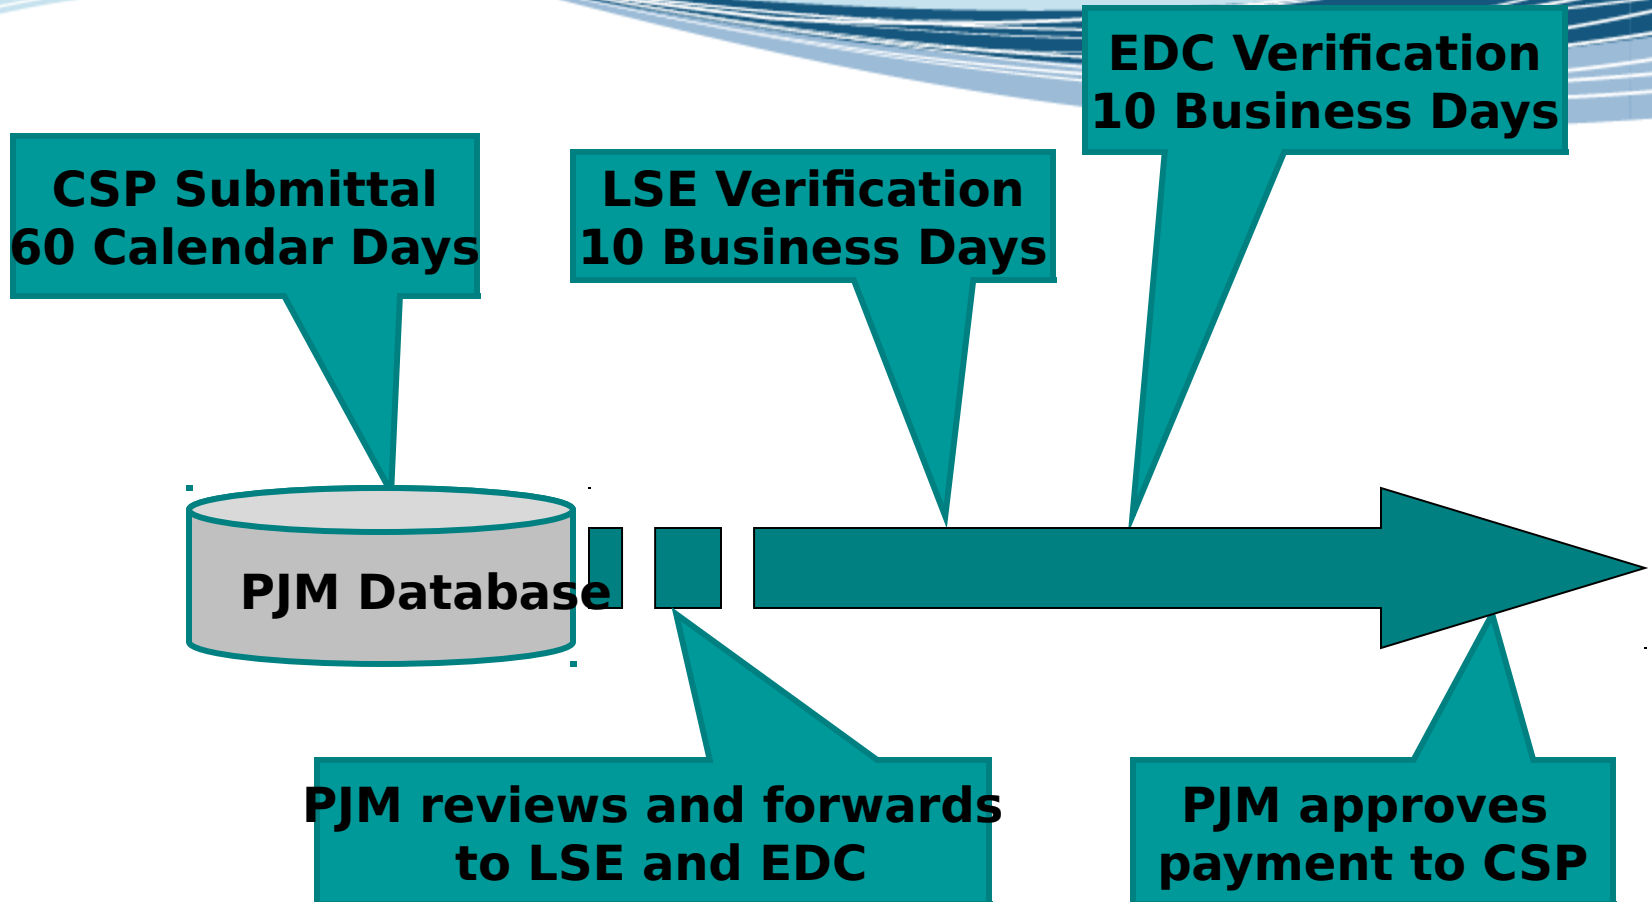 EDC Verification
10 Business Days
CSP Submittal
60 Calendar Days
LSE Verification
10 Business Days
PJM Database
PJM reviews and forwards
to LSE and EDC
PJM approves
payment to CSP